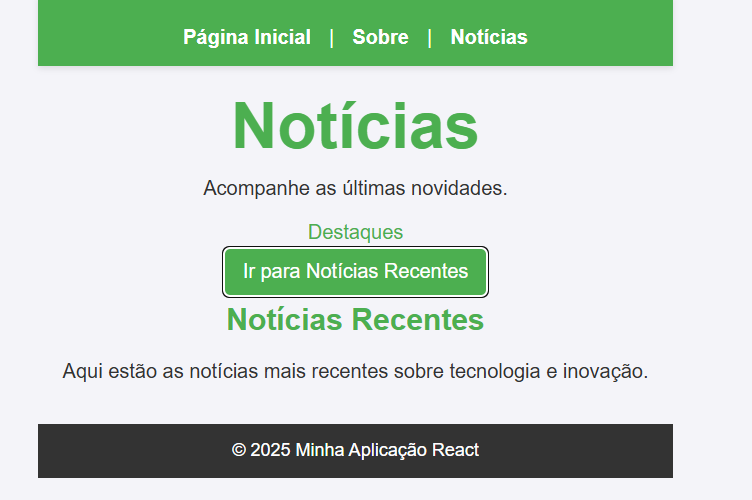 Página Inicial | Sobre | Notícias
Notícias
Acompanhe as últimas novidades.
Destaques
Ir para Notícias Recentes
Notícias Recentes
Aqui estão as notícias mais recentes sobre tecnologia e inovação.
© 2025 Minha Aplicação React